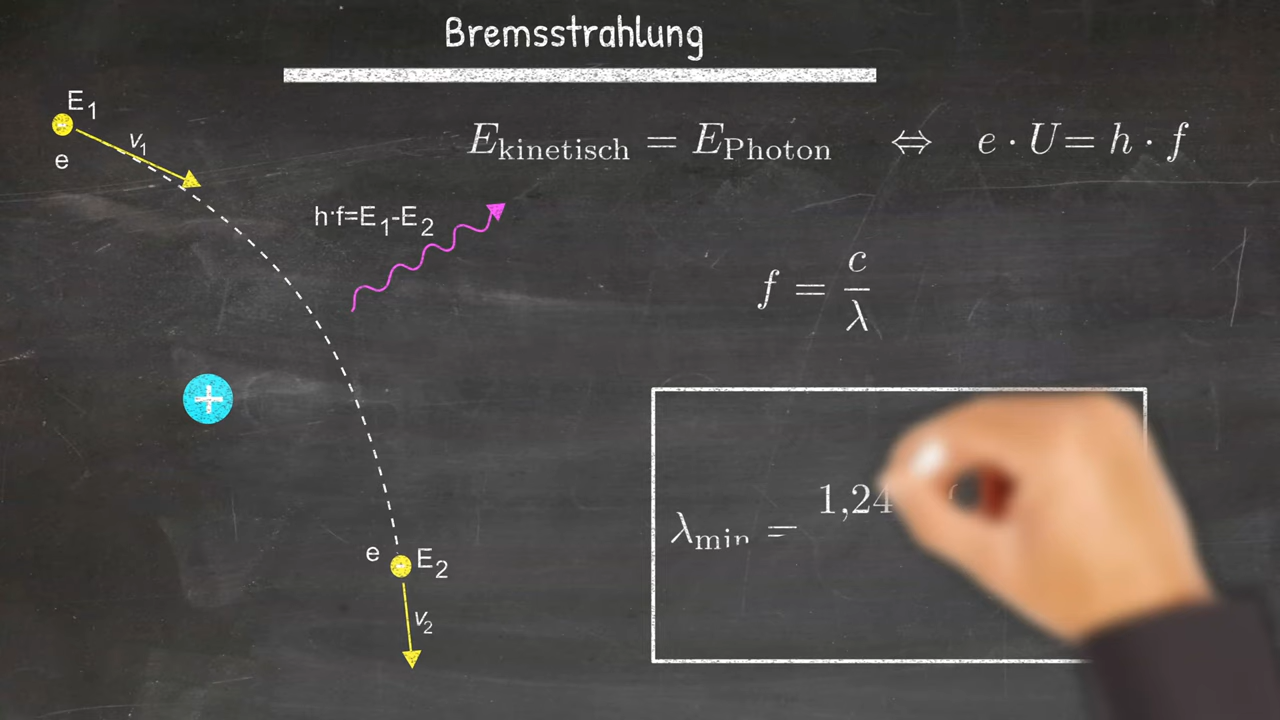 Bremsstrahlung
E₁
v₁
e
E_kinetisch = E_Photon ⇔ e · U = h · f
h·f=E₁-E₂
f = c/λ
+
λ_min = 1,24
e E₂
v₂